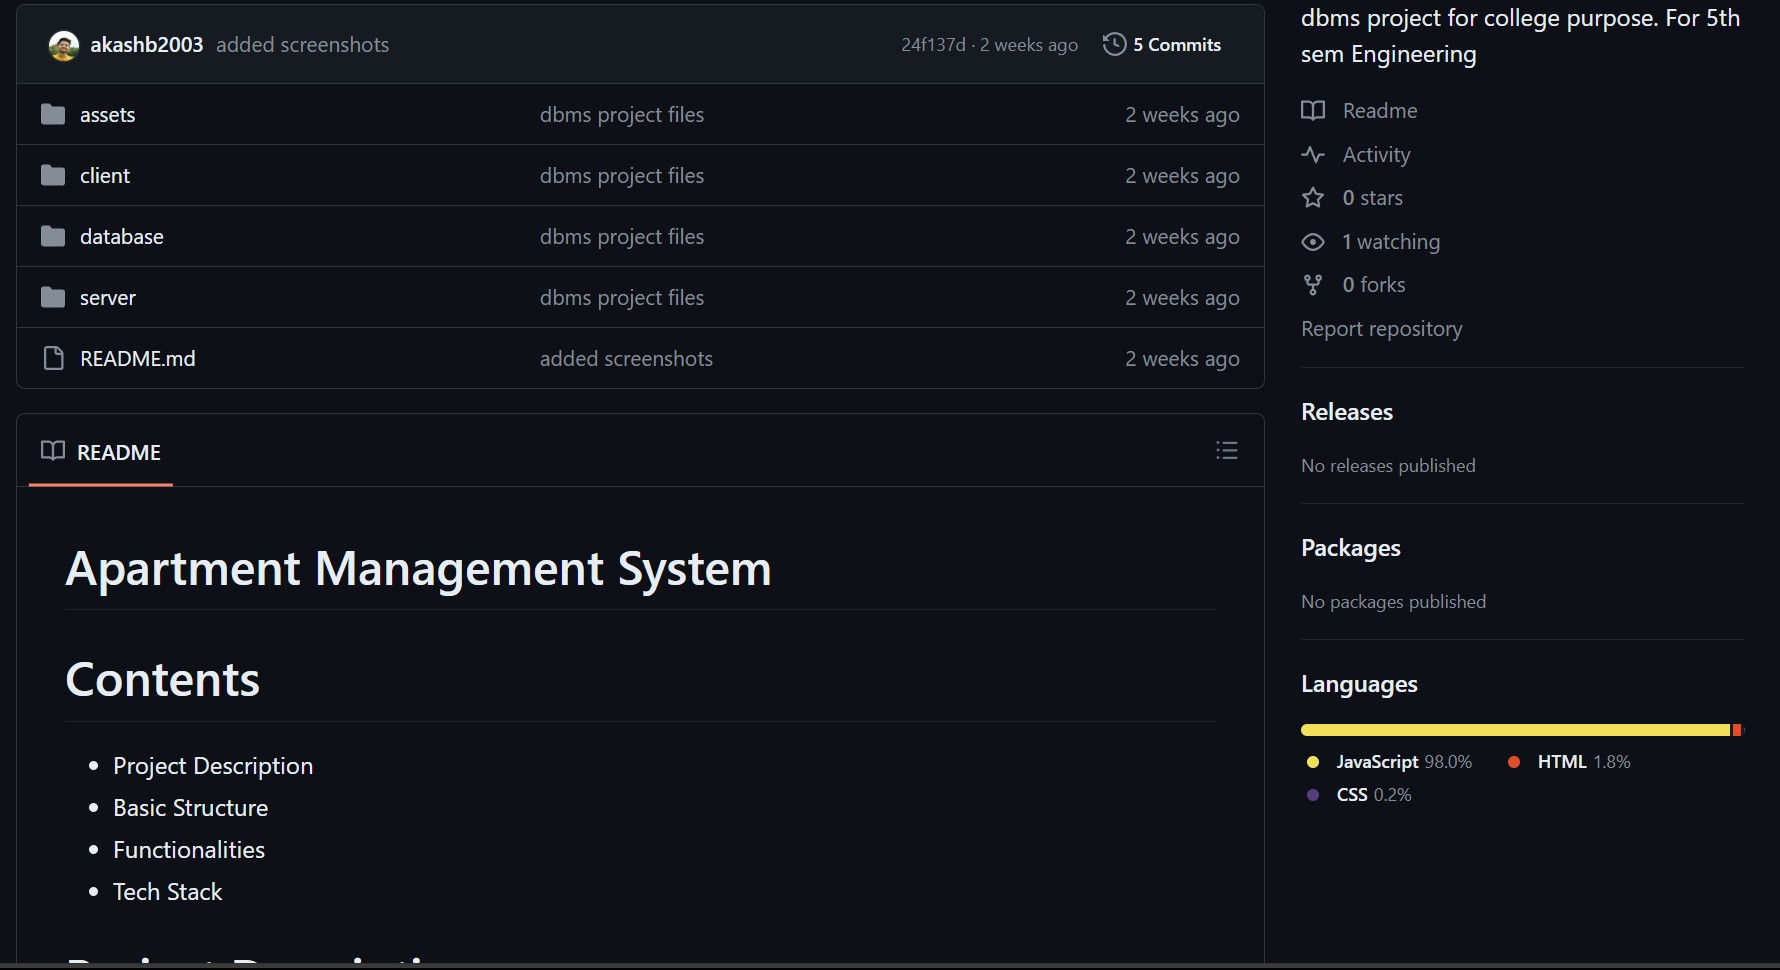 akashb2003 added screenshots 24f137d · 2 weeks ago 5 Commits
assets dbms project files 2 weeks ago
client dbms project files 2 weeks ago
database dbms project files 2 weeks ago
server dbms project files 2 weeks ago
README.md added screenshots 2 weeks ago
README
Apartment Management System
Contents
Project Description
Basic Structure
Functionalities
Tech Stack
dbms project for college purpose. For 5th
sem Engineering
Readme
Activity
0 stars
1 watching
0 forks
Report repository
Releases
No releases published
Packages
No packages published
Languages
JavaScript 98.0% HTML 1.8%
CSS 0.2%